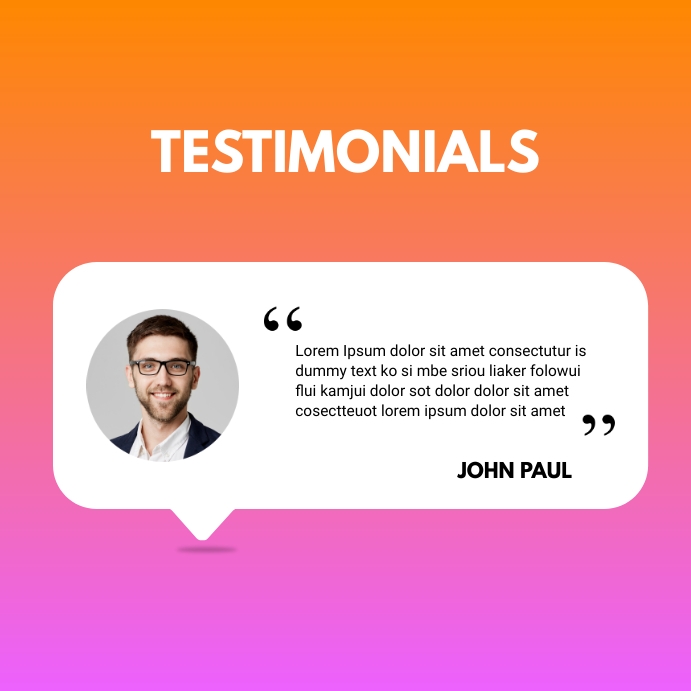 TESTIMONIALS
“
Lorem Ipsum dolor sit amet consectutur is
dummy text ko si mbe sriou liaker folowui
flui kamjui dolor sot dolor dolor sit amet
cosectteuot lorem ipsum dolor sit amet
”
JOHN PAUL